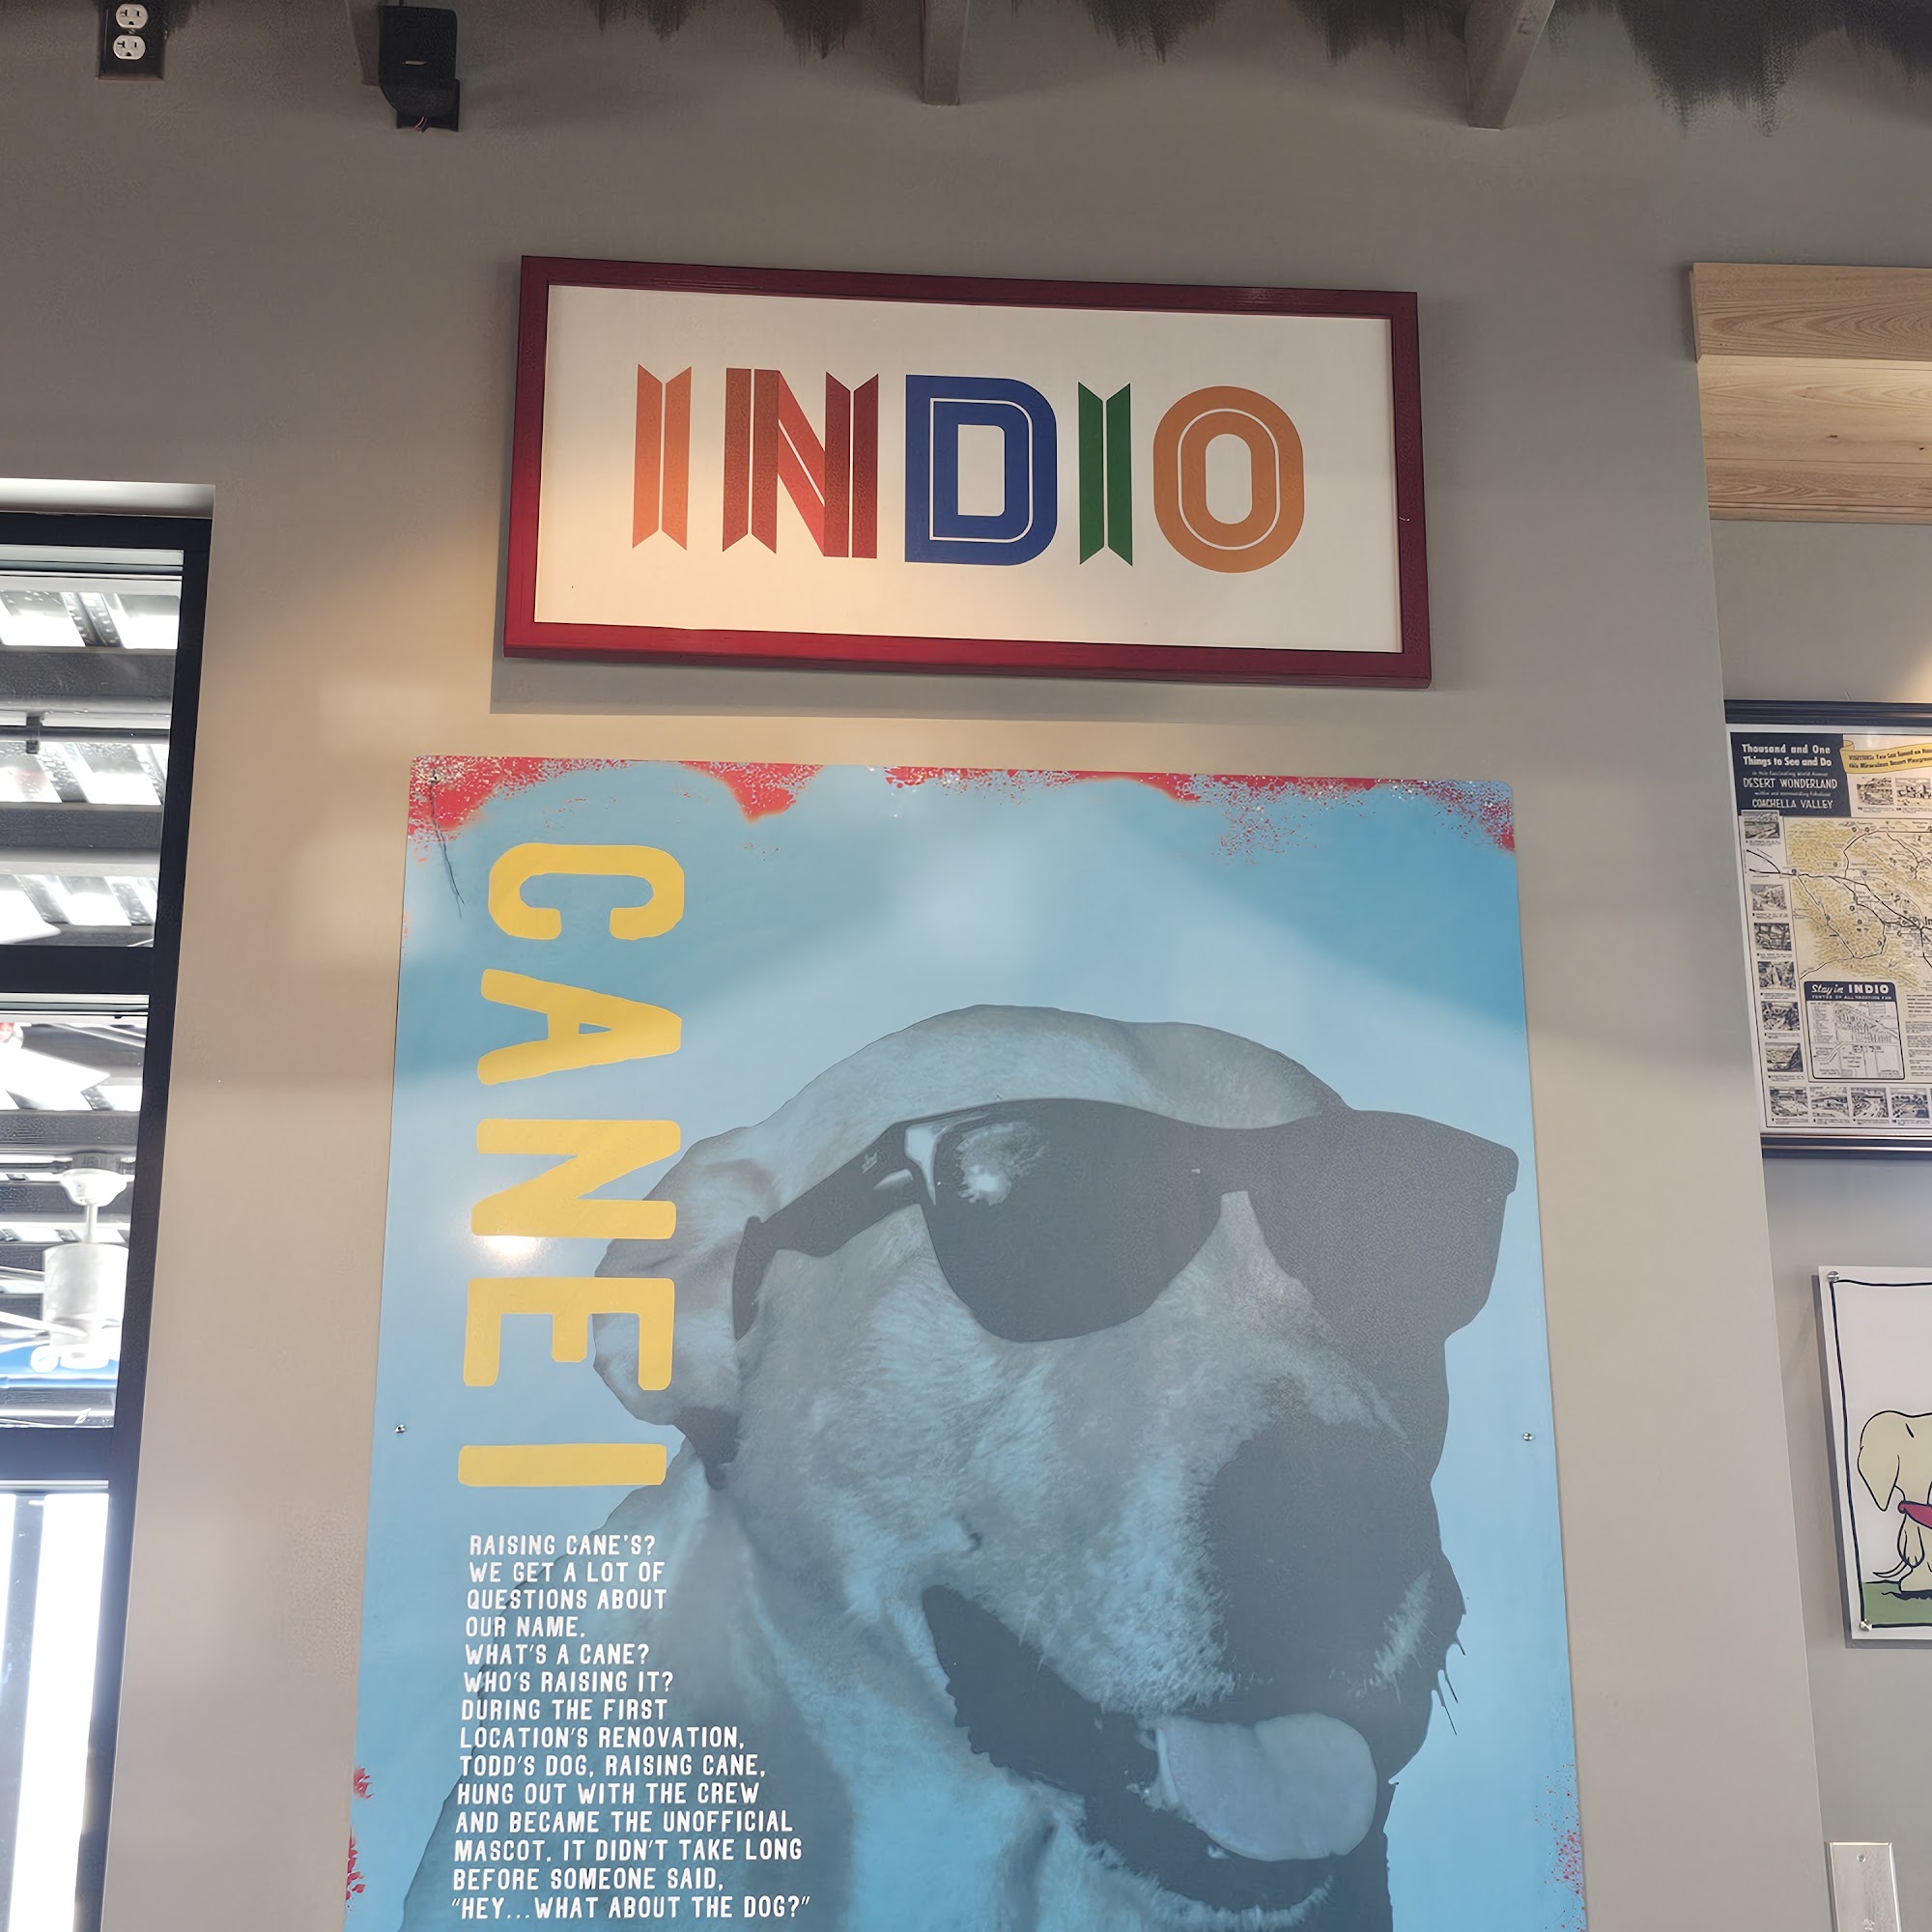 INDIO
CANE I
RAISING CANE'S?
WE GET A LOT OF
QUESTIONS ABOUT
OUR NAME.
WHAT'S A CANE?
WHO'S RAISING IT?
DURING THE FIRST
LOCATION'S RENOVATION,
TODD'S DOG, RAISING CANE,
HUNG OUT WITH THE CREW
AND BECAME THE UNOFFICIAL
MASCOT. IT DIDN'T TAKE LONG
BEFORE SOMEONE SAID,
"HEY...WHAT ABOUT THE DOG?"
Thousand and One
Things to See and Do
DESERT WONDERLAND
COACHELLA VALLEY
Stay in INDIO